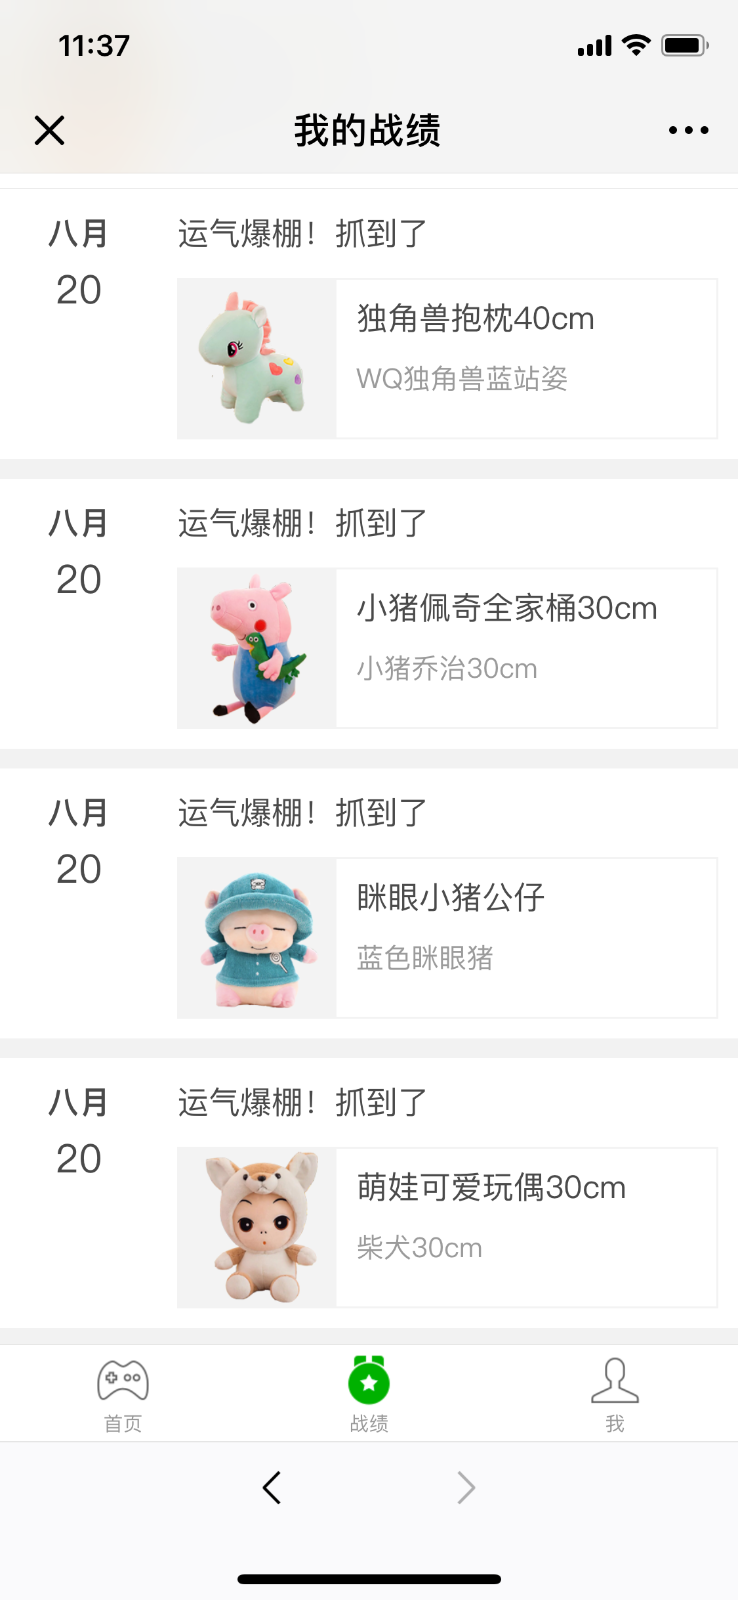 11:37
我的战绩
八月
20
运气爆棚！抓到了
独角兽抱枕40cm
WQ独角兽蓝站姿
八月
20
运气爆棚！抓到了
小猪佩奇全家桶30cm
小猪乔治30cm
八月
20
运气爆棚！抓到了
眯眼小猪公仔
蓝色眯眼猪
八月
20
运气爆棚！抓到了
萌娃可爱玩偶30cm
柴犬30cm
首页
战绩
我